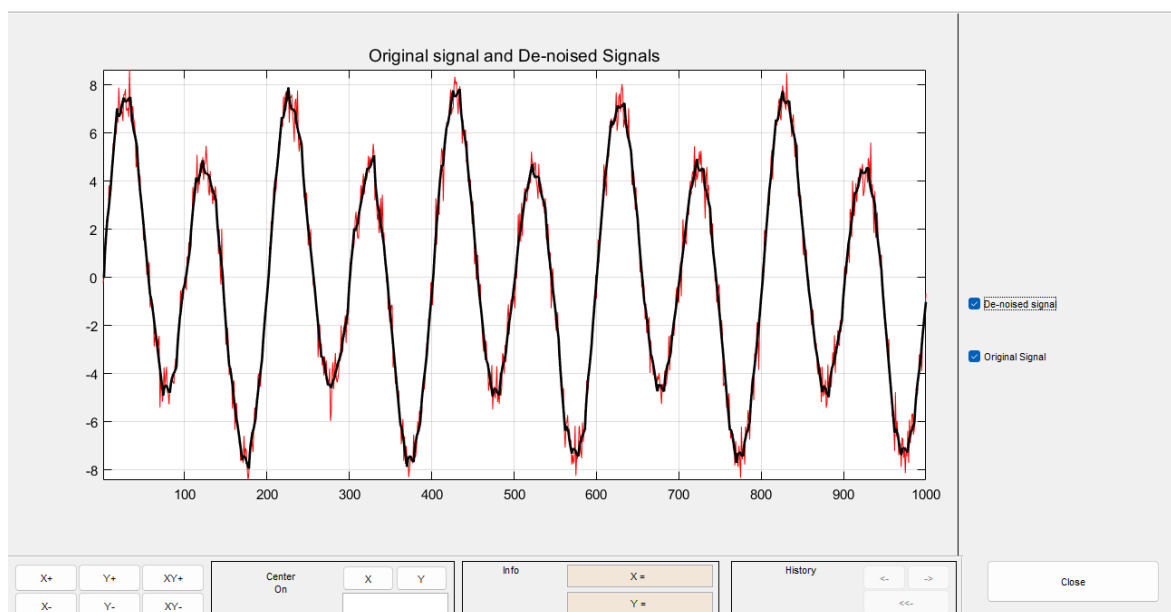 Original signal and De-noised Signals
8
6
4
2
0
-2
-4
-6
-8
100 200 300 400 500 600 700 800 900 1000
De-noised signal
Original Signal
X+ Y+ XY+
X- Y- XY-
Center
On
X Y
Info
X =
Y =
History
<- ->
<<-
Close